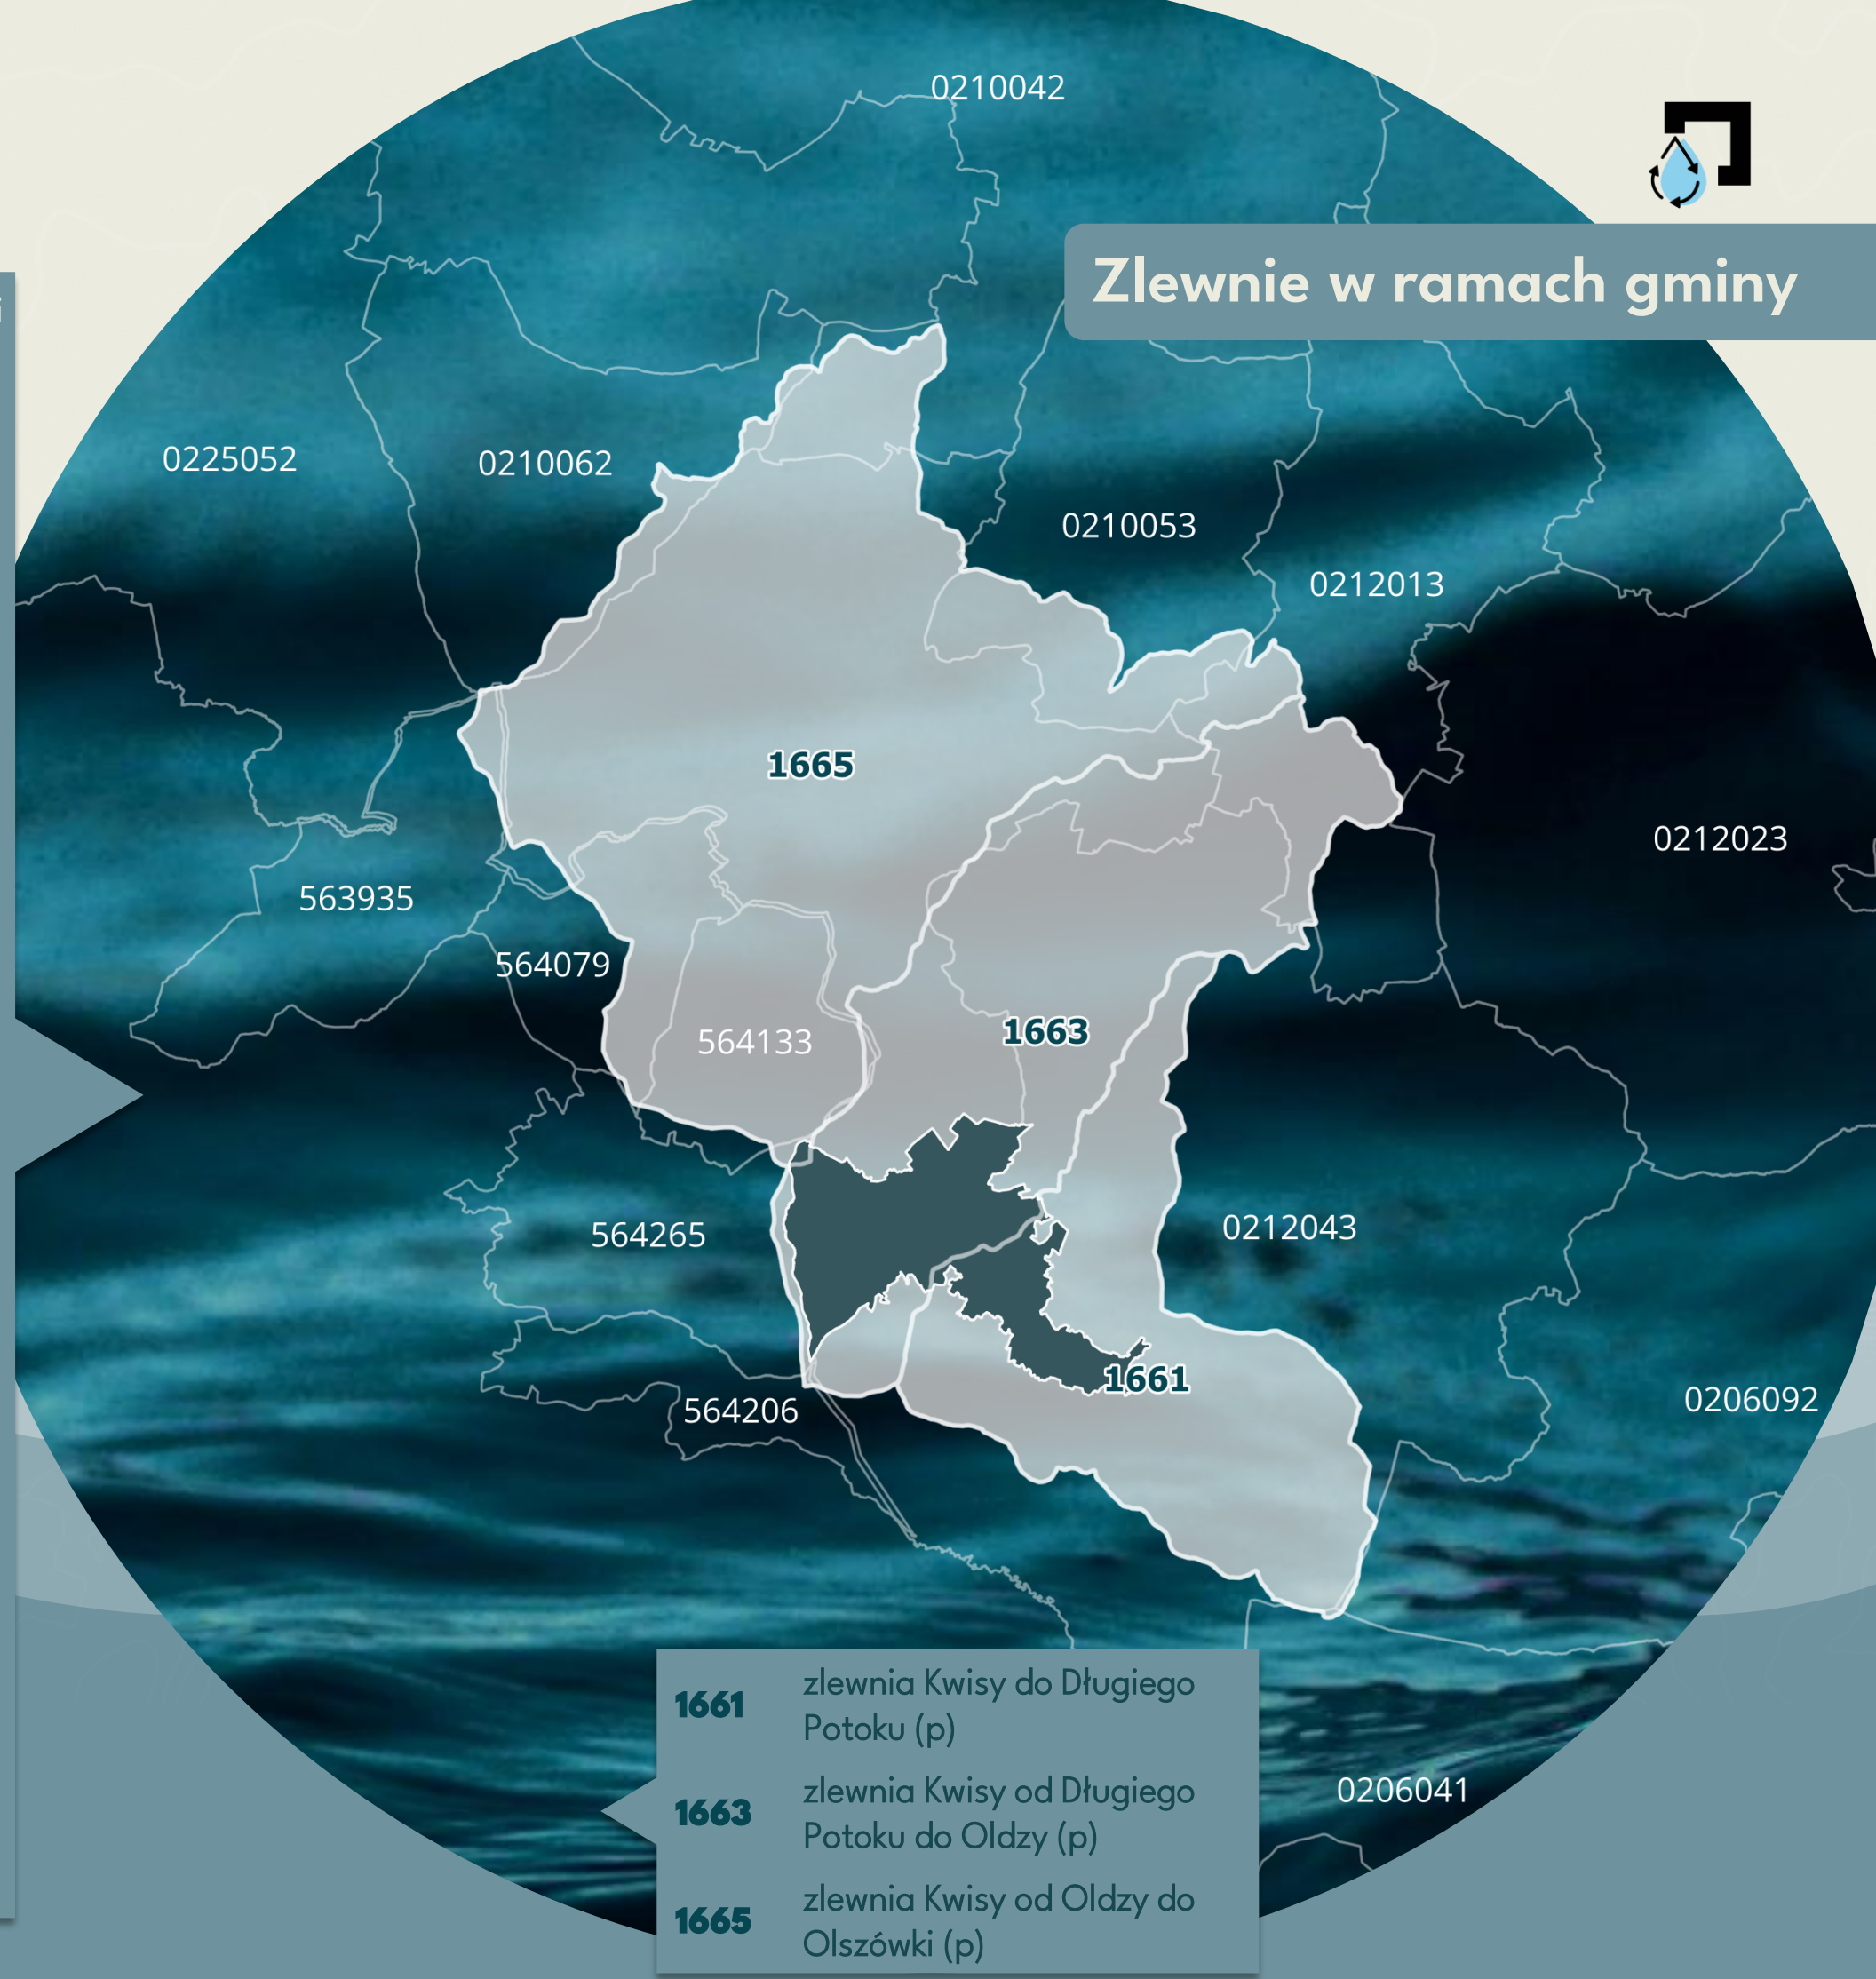 0210042
Zlewnie w ramach gminy
0225052
0210062
0210053
0212013
1665
0212023
563935
564079
1663
564133
564265
0212043
1661
564206
0206092
1661 zlewnia Kwisy do Długiego
Potoku (p)
1663 zlewnia Kwisy od Długiego
Potoku do Oldzy (p)
1665 zlewnia Kwisy od Oldzy do
Olszówki (p)
0206041